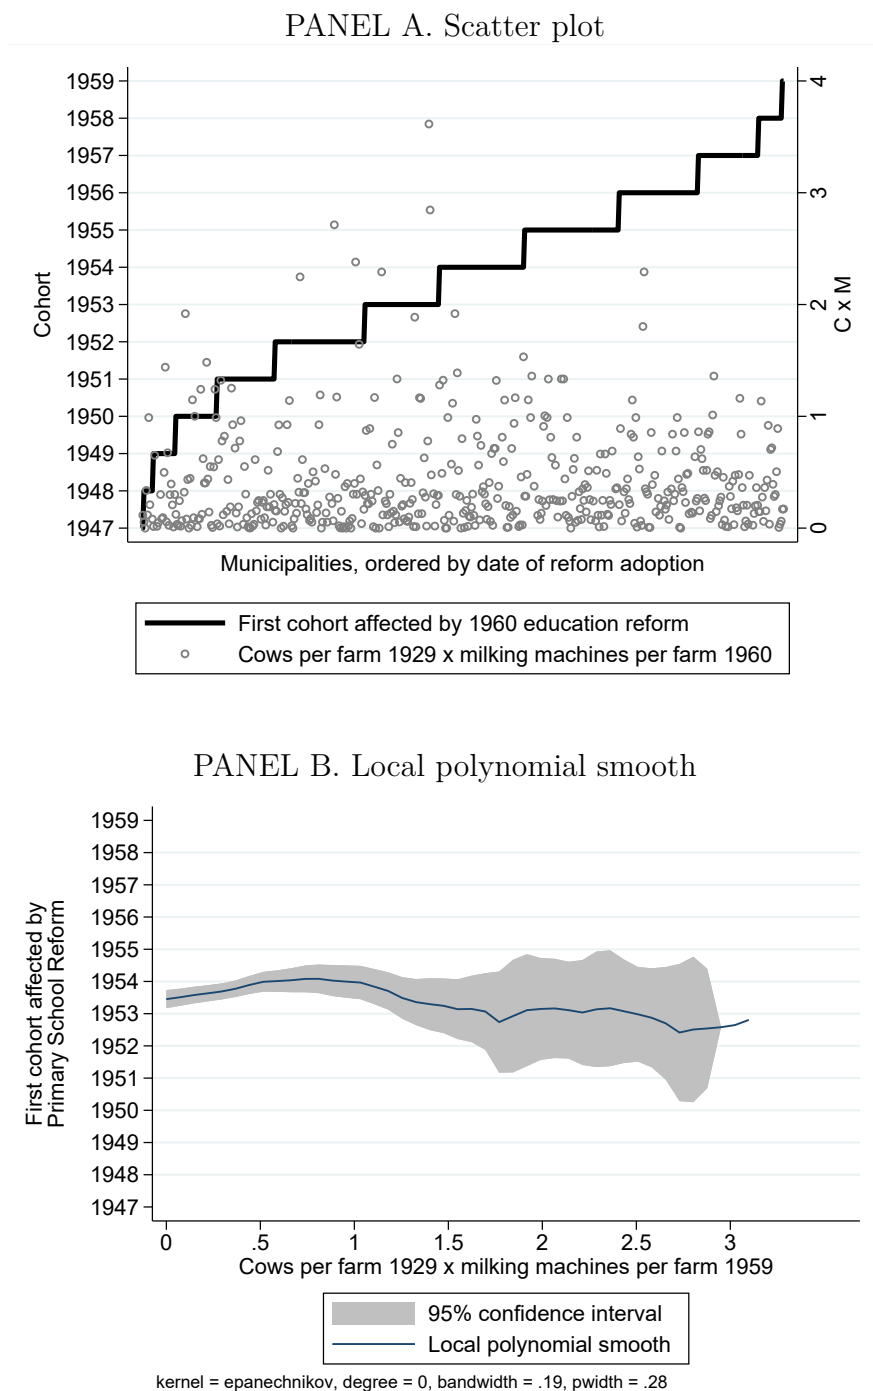 PANEL A. Scatter plot
1959
1958
1957
1956
1955
1954
1953
1952
1951
1950
1949
1948
1947
Cohort
4
3
2
1
0
C x M
Municipalities, ordered by date of reform adoption
First cohort affected by 1960 education reform
Cows per farm 1929 x milking machines per farm 1960
PANEL B. Local polynomial smooth
1959
1958
1957
1956
1955
1954
1953
1952
1951
1950
1949
1948
1947
First cohort affected by
Primary School Reform
0 .5 1 1.5 2 2.5 3
Cows per farm 1929 x milking machines per farm 1959
95% confidence interval
Local polynomial smooth
kernel = epanechnikov, degree = 0, bandwidth = .19, pwidth = .28